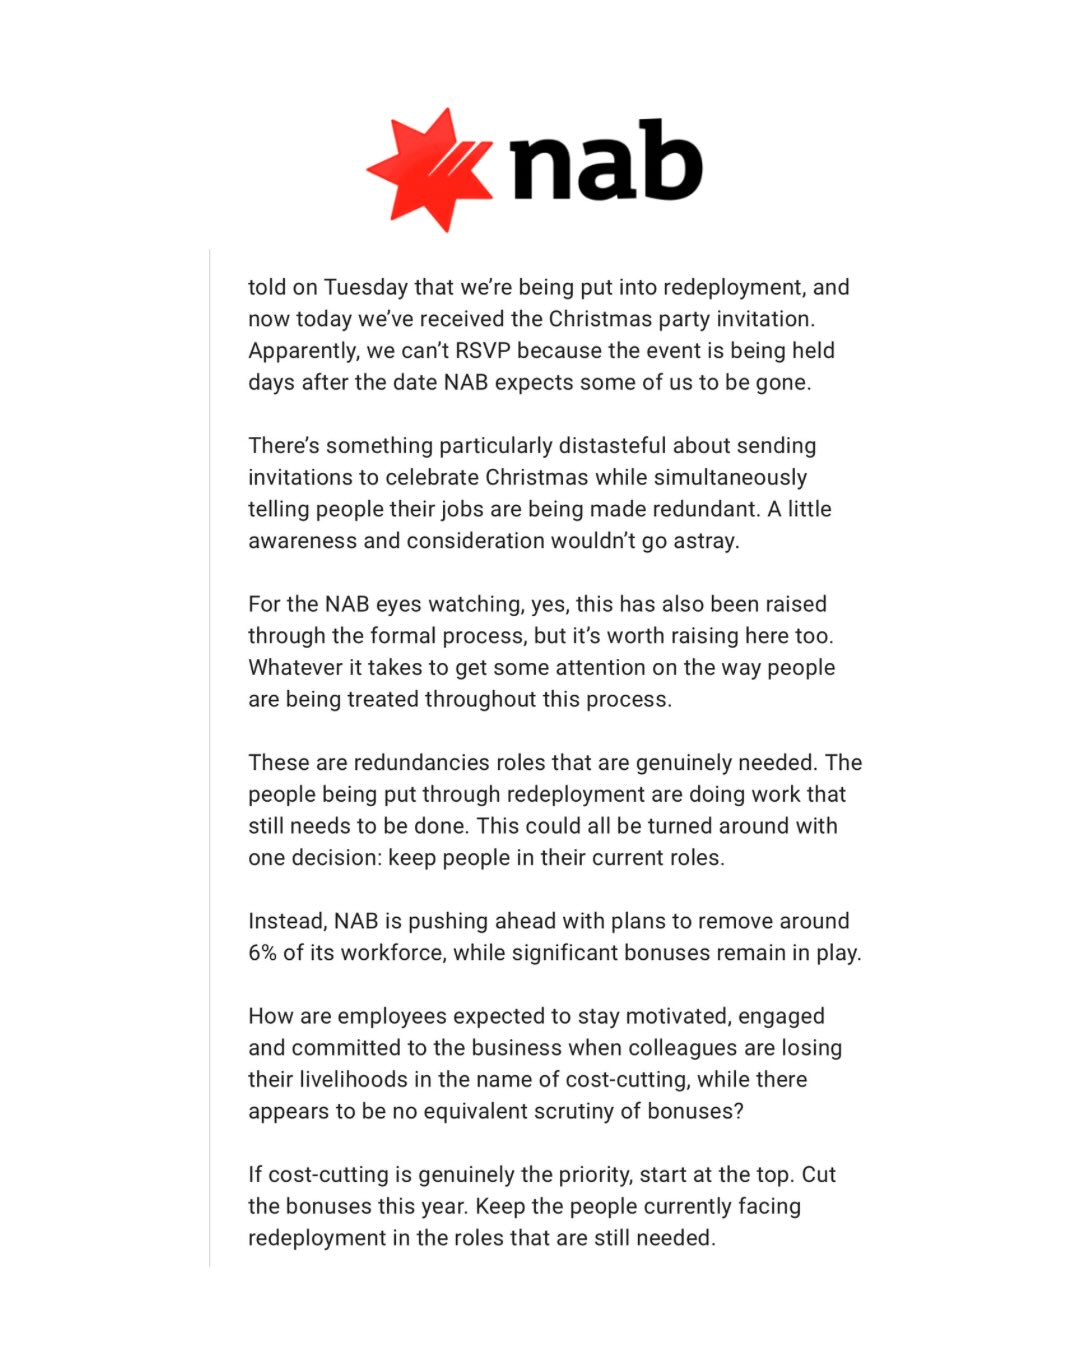 nab
told on Tuesday that we’re being put into redeployment, and
now today we’ve received the Christmas party invitation.
Apparently, we can’t RSVP because the event is being held
days after the date NAB expects some of us to be gone.
There’s something particularly distasteful about sending
invitations to celebrate Christmas while simultaneously
telling people their jobs are being made redundant. A little
awareness and consideration wouldn’t go astray.
For the NAB eyes watching, yes, this has also been raised
through the formal process, but it’s worth raising here too.
Whatever it takes to get some attention on the way people
are being treated throughout this process.
These are redundancies roles that are genuinely needed. The
people being put through redeployment are doing work that
still needs to be done. This could all be turned around with
one decision: keep people in their current roles.
Instead, NAB is pushing ahead with plans to remove around
6% of its workforce, while significant bonuses remain in play.
How are employees expected to stay motivated, engaged
and committed to the business when colleagues are losing
their livelihoods in the name of cost-cutting, while there
appears to be no equivalent scrutiny of bonuses?
If cost-cutting is genuinely the priority, start at the top. Cut
the bonuses this year. Keep the people currently facing
redeployment in the roles that are still needed.